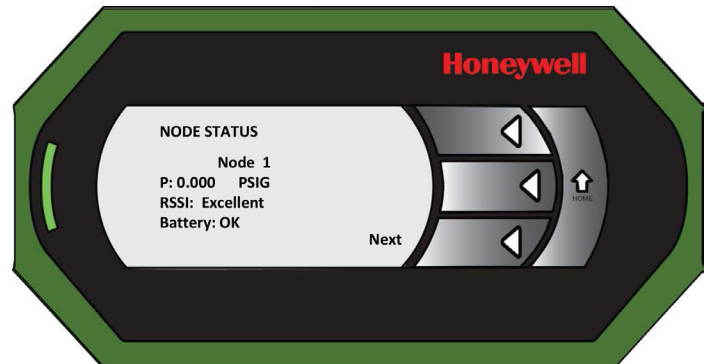 Honeywell
NODE STATUS
Node 1
P: 0.000 PSIG
RSSI: Excellent
Battery: OK
Next
HOME